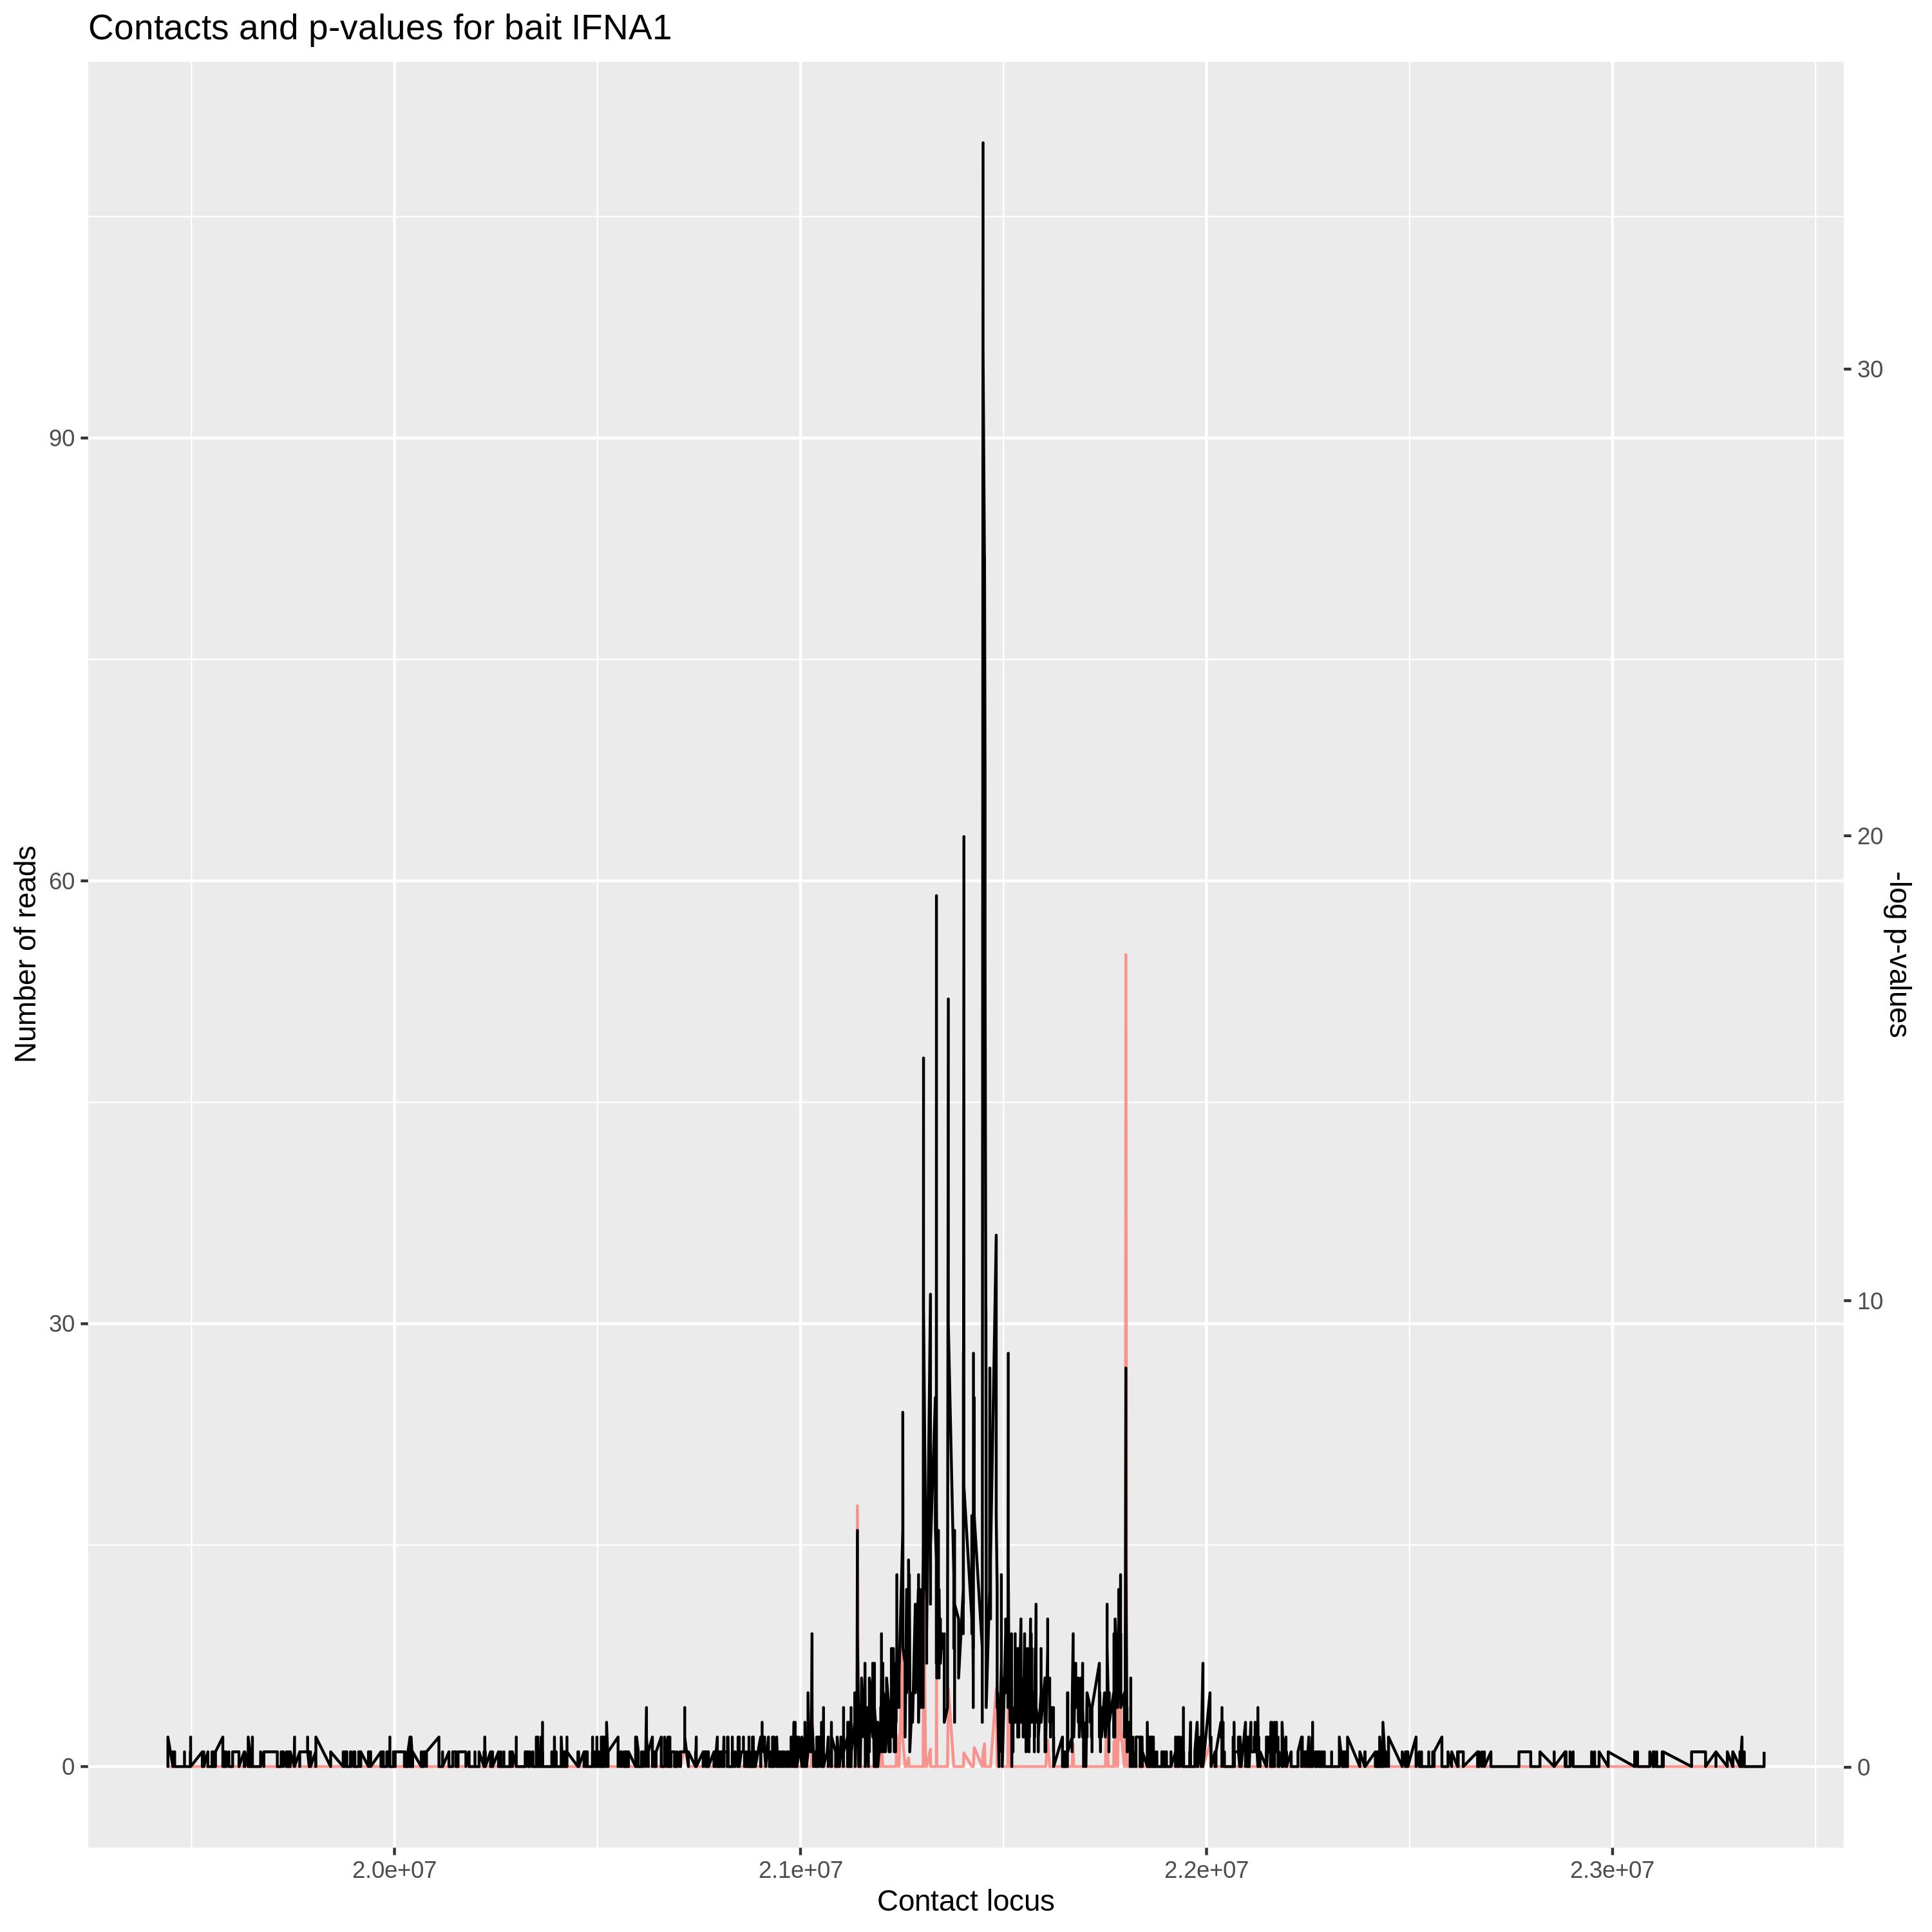 Contacts and p-values for bait IFNA1
90
60
30
0
30
20
10
0
Number of reads
-log p-values
2.0e+07 2.1e+07 2.2e+07 2.3e+07
Contact locus